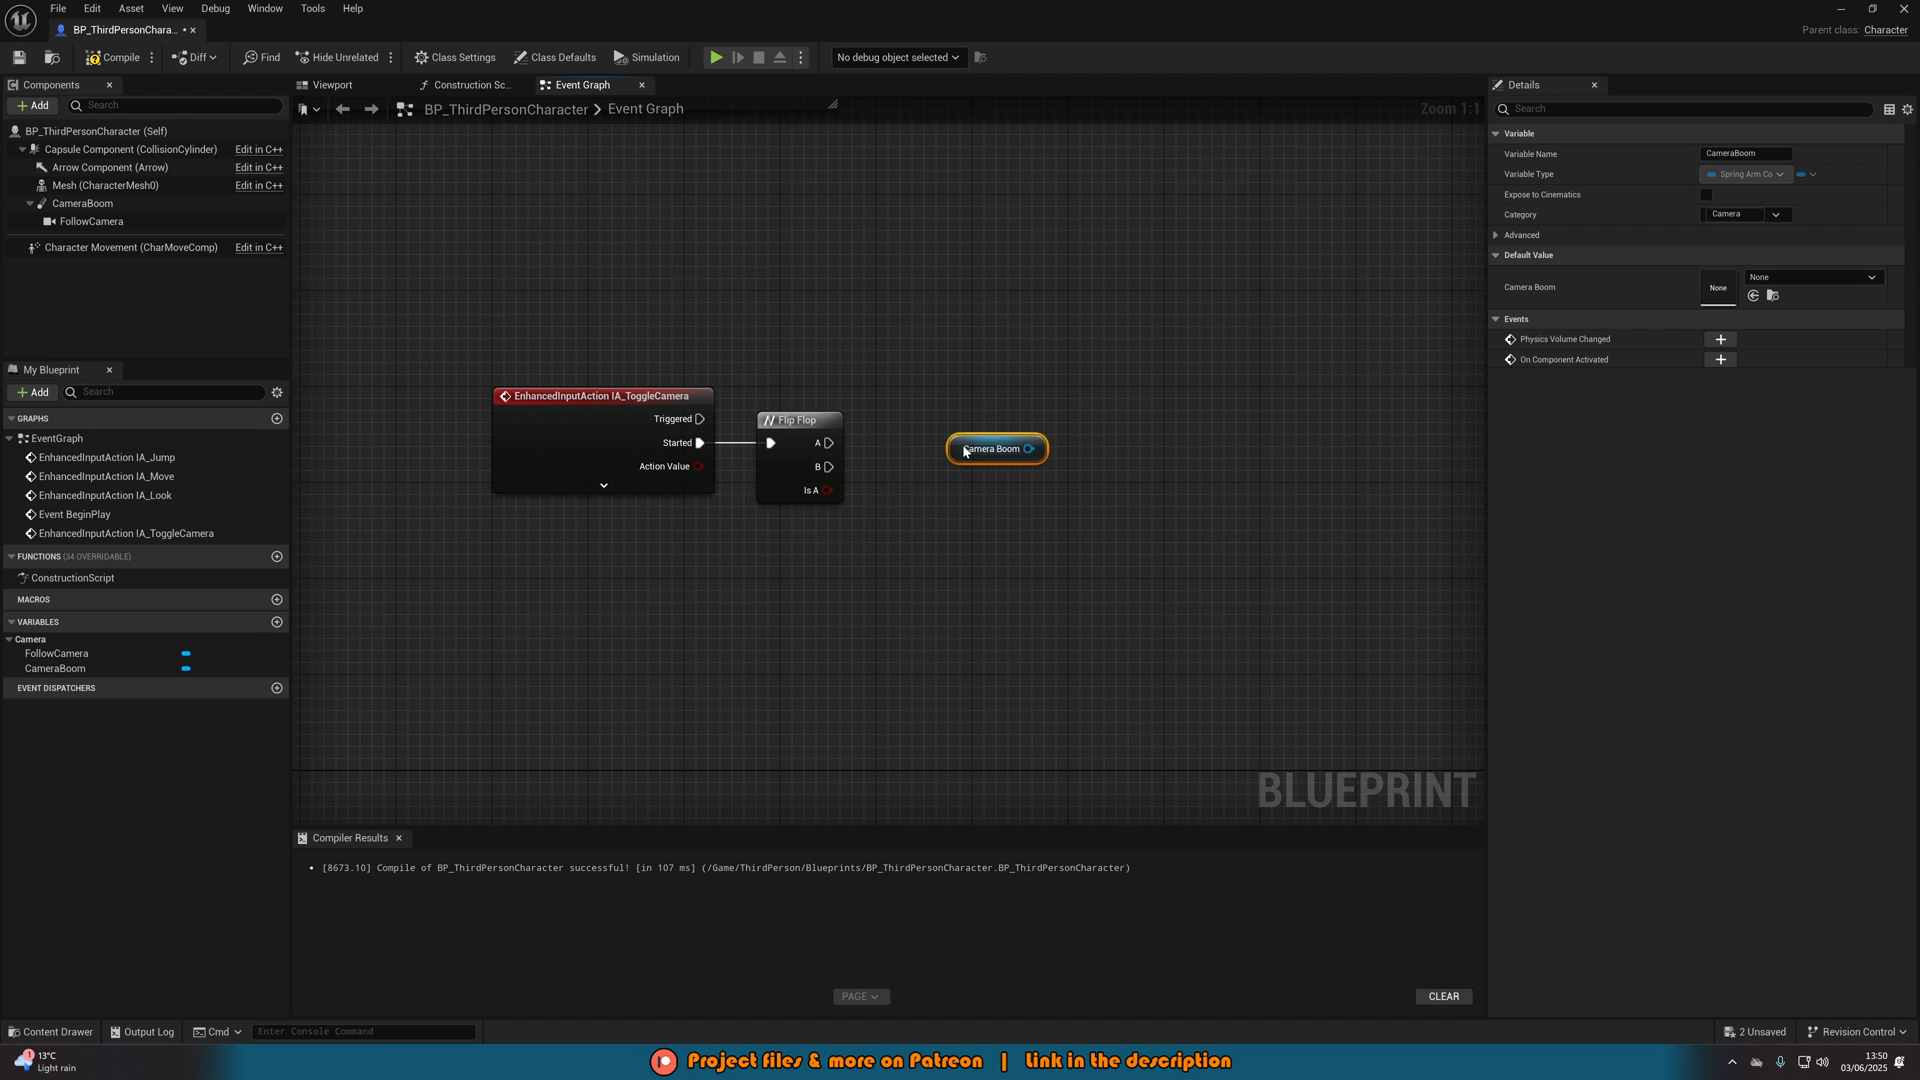 File Edit Asset View Debug Window Tools Help
BP_ThirdPersonChara...
Parent class: Character
Compile
Diff
Find
Hide Unrelated
Class Settings
Class Defaults
Simulation
No debug object selected
Components
Add
Search
BP_ThirdPersonCharacter (Self)
Capsule Component (CollisionCylinder) Edit in C++
Arrow Component (Arrow) Edit in C++
Mesh (CharacterMesh0) Edit in C++
CameraBoom
FollowCamera
Character Movement (CharMoveComp) Edit in C++
My Blueprint
Add
Search
GRAPHS
EventGraph
EnhancedInputAction IA_Jump
EnhancedInputAction IA_Move
EnhancedInputAction IA_Look
Event BeginPlay
EnhancedInputAction IA_ToggleCamera
FUNCTIONS (34 OVERRIDABLE)
ConstructionScript
MACROS
VARIABLES
Camera
FollowCamera
CameraBoom
EVENT DISPATCHERS
Viewport
Construction Sc...
Event Graph
BP_ThirdPersonCharacter > Event Graph
Zoom 1:1
EnhancedInputAction IA_ToggleCamera
Triggered
Started
Action Value
Flip Flop
A
B
Is A
Camera Boom
BLUEPRINT
Compiler Results
[8673.10] Compile of BP_ThirdPersonCharacter successful! [in 107 ms] (/Game/ThirdPerson/Blueprints/BP_ThirdPersonCharacter.BP_ThirdPersonCharacter)
PAGE
CLEAR
Details
Search
Variable
Variable Name CameraBoom
Variable Type Spring Arm Co
Expose to Cinematics
Category Camera
Advanced
Default Value
Camera Boom None None
Events
Physics Volume Changed
On Component Activated
Content Drawer
Output Log
Cmd
Enter Console Command
2 Unsaved
Revision Control
1
13°C
Light rain
Project files & more on Patreon | Link in the description
13:50
03/06/2025